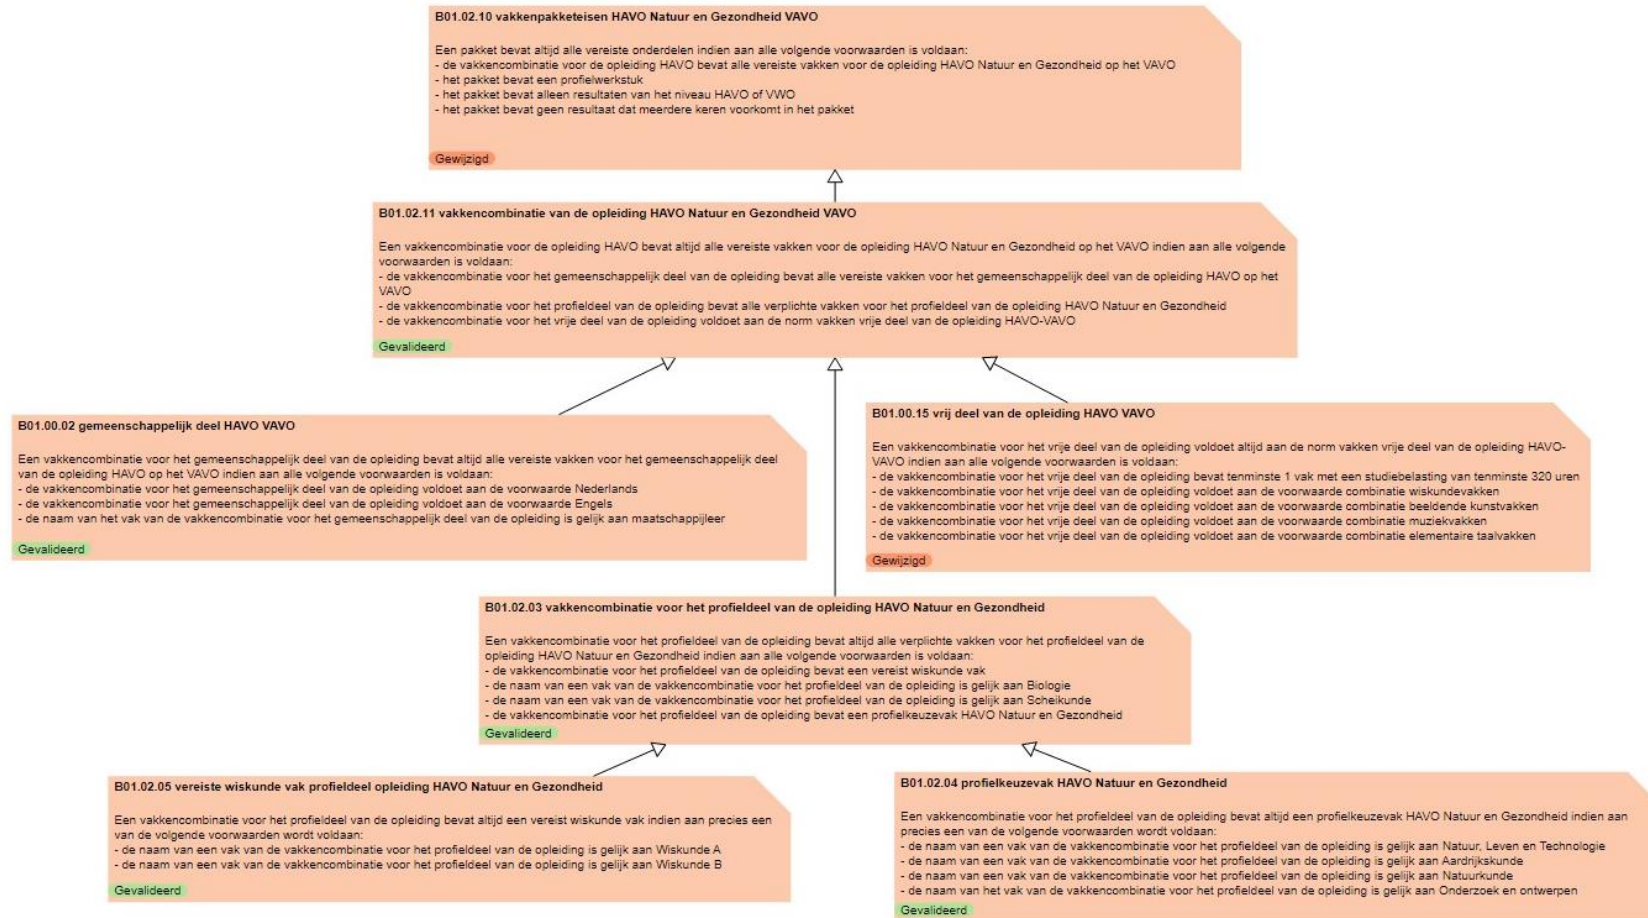 B01.02.10 vakkenpakketeisen HAVO Natuur en Gezondheid VAVO
Een pakket bevat altijd alle vereiste onderdelen indien aan alle volgende voorwaarden is voldaan:
- de vakkencombinatie voor de opleiding HAVO bevat alle vereiste vakken voor de opleiding HAVO Natuur en Gezondheid op het VAVO
- het pakket bevat een profielwerkstuk
- het pakket bevat alleen resultaten van het niveau HAVO of VWO
- het pakket bevat geen resultaat dat meerdere keren voorkomt in het pakket
Gewijzigd
B01.02.11 vakkencombinatie van de opleiding HAVO Natuur en Gezondheid VAVO
Een vakkencombinatie voor de opleiding HAVO bevat altijd alle vereiste vakken voor de opleiding HAVO Natuur en Gezondheid op het VAVO indien aan alle volgende
voorwaarden is voldaan:
- de vakkencombinatie voor het gemeenschappelijk deel van de opleiding bevat alle vereiste vakken voor het gemeenschappelijk deel van de opleiding HAVO op het
VAVO
- de vakkencombinatie voor het profieldeel van de opleiding bevat alle verplichte vakken voor het profieldeel van de opleiding HAVO Natuur en Gezondheid
- de vakkencombinatie voor het vrije deel van de opleiding voldoet aan de norm vakken vrije deel van de opleiding HAVO-VAVO
Gevalideerd
B01.00.02 gemeenschappelijk deel HAVO VAVO
Een vakkencombinatie voor het gemeenschappelijk deel van de opleiding bevat altijd alle vereiste vakken voor het gemeenschappelijk deel
van de opleiding HAVO op het VAVO indien aan alle volgende voorwaarden is voldaan:
- de vakkencombinatie voor het gemeenschappelijk deel van de opleiding voldoet aan de voorwaarde Nederlands
- de vakkencombinatie voor het gemeenschappelijk deel van de opleiding voldoet aan de voorwaarde Engels
- de naam van het vak van de vakkencombinatie voor het gemeenschappelijk deel van de opleiding is gelijk aan maatschappijleer
Gevalideerd
B01.00.15 vrij deel van de opleiding HAVO VAVO
Een vakkencombinatie voor het vrije deel van de opleiding voldoet altijd aan de norm vakken vrije deel van de opleiding HAVO-
VAVO indien aan alle volgende voorwaarden is voldaan:
- de vakkencombinatie voor het vrije deel van de opleiding bevat tenminste 1 vak met een studiebelasting van tenminste 320 uren
- de vakkencombinatie voor het vrije deel van de opleiding voldoet aan de voorwaarde combinatie wiskundevakken
- de vakkencombinatie voor het vrije deel van de opleiding voldoet aan de voorwaarde combinatie beeldende kunstvakken
- de vakkencombinatie voor het vrije deel van de opleiding voldoet aan de voorwaarde combinatie muziekvakken
- de vakkencombinatie voor het vrije deel van de opleiding voldoet aan de voorwaarde combinatie elementaire taalvakken
Gewijzigd
B01.02.03 vakkencombinatie voor het profieldeel van de opleiding HAVO Natuur en Gezondheid
Een vakkencombinatie voor het profieldeel van de opleiding bevat altijd alle verplichte vakken voor het profieldeel van de
opleiding HAVO Natuur en Gezondheid indien aan alle volgende voorwaarden is voldaan:
- de vakkencombinatie voor het profieldeel van de opleiding bevat een vereist wiskunde vak
- de naam van een vak van de vakkencombinatie voor het profieldeel van de opleiding is gelijk aan Biologie
- de naam van een vak van de vakkencombinatie voor het profieldeel van de opleiding is gelijk aan Scheikunde
- de vakkencombinatie voor het profieldeel van de opleiding bevat een profielkeuzevak HAVO Natuur en Gezondheid
Gevalideerd
B01.02.05 vereiste wiskunde vak profieldeel opleiding HAVO Natuur en Gezondheid
Een vakkencombinatie voor het profieldeel van de opleiding bevat altijd een vereist wiskunde vak indien aan precies een
van de volgende voorwaarden wordt voldaan:
- de naam van een vak van de vakkencombinatie voor het profieldeel van de opleiding is gelijk aan Wiskunde A
- de naam van een vak van de vakkencombinatie voor het profieldeel van de opleiding is gelijk aan Wiskunde B
Gevalideerd
B01.02.04 profielkeuzevak HAVO Natuur en Gezondheid
Een vakkencombinatie voor het profieldeel van de opleiding bevat altijd een profielkeuzevak HAVO Natuur en Gezondheid indien aan
precies een van de volgende voorwaarden wordt voldaan:
- de naam van een vak van de vakkencombinatie voor het profieldeel van de opleiding is gelijk aan Natuur, Leven en Technologie
- de naam van een vak van de vakkencombinatie voor het profieldeel van de opleiding is gelijk aan Aardrijkskunde
- de naam van een vak van de vakkencombinatie voor het profieldeel van de opleiding is gelijk aan Natuurkunde
- de naam van het vak van de vakkencombinatie voor het profieldeel van de opleiding is gelijk aan Onderzoek en ontwerpen
Gevalideerd